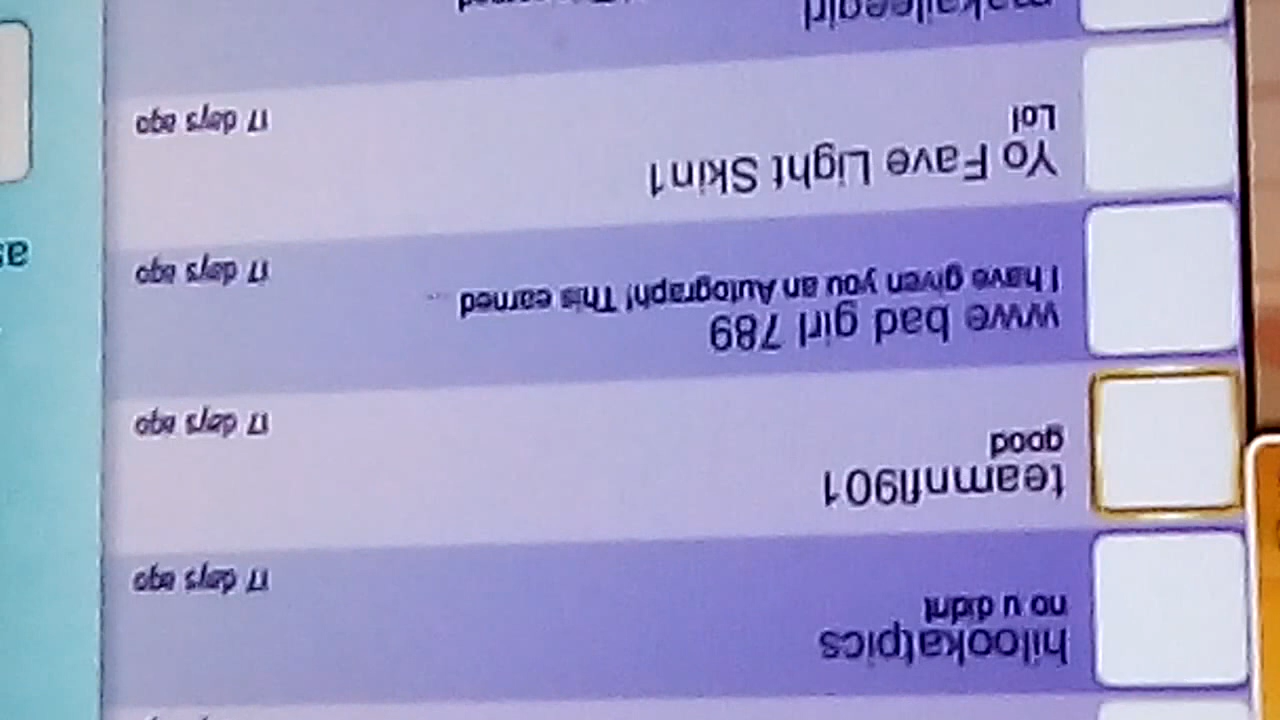 hilookatpics
no u didnt
17 days ago
teamnfl901
good
17 days ago
wwe bad girl 789
I have given you an Autograph! This earned ...
17 days ago
Yo Fave Light Skin1
Lol
17 days ago